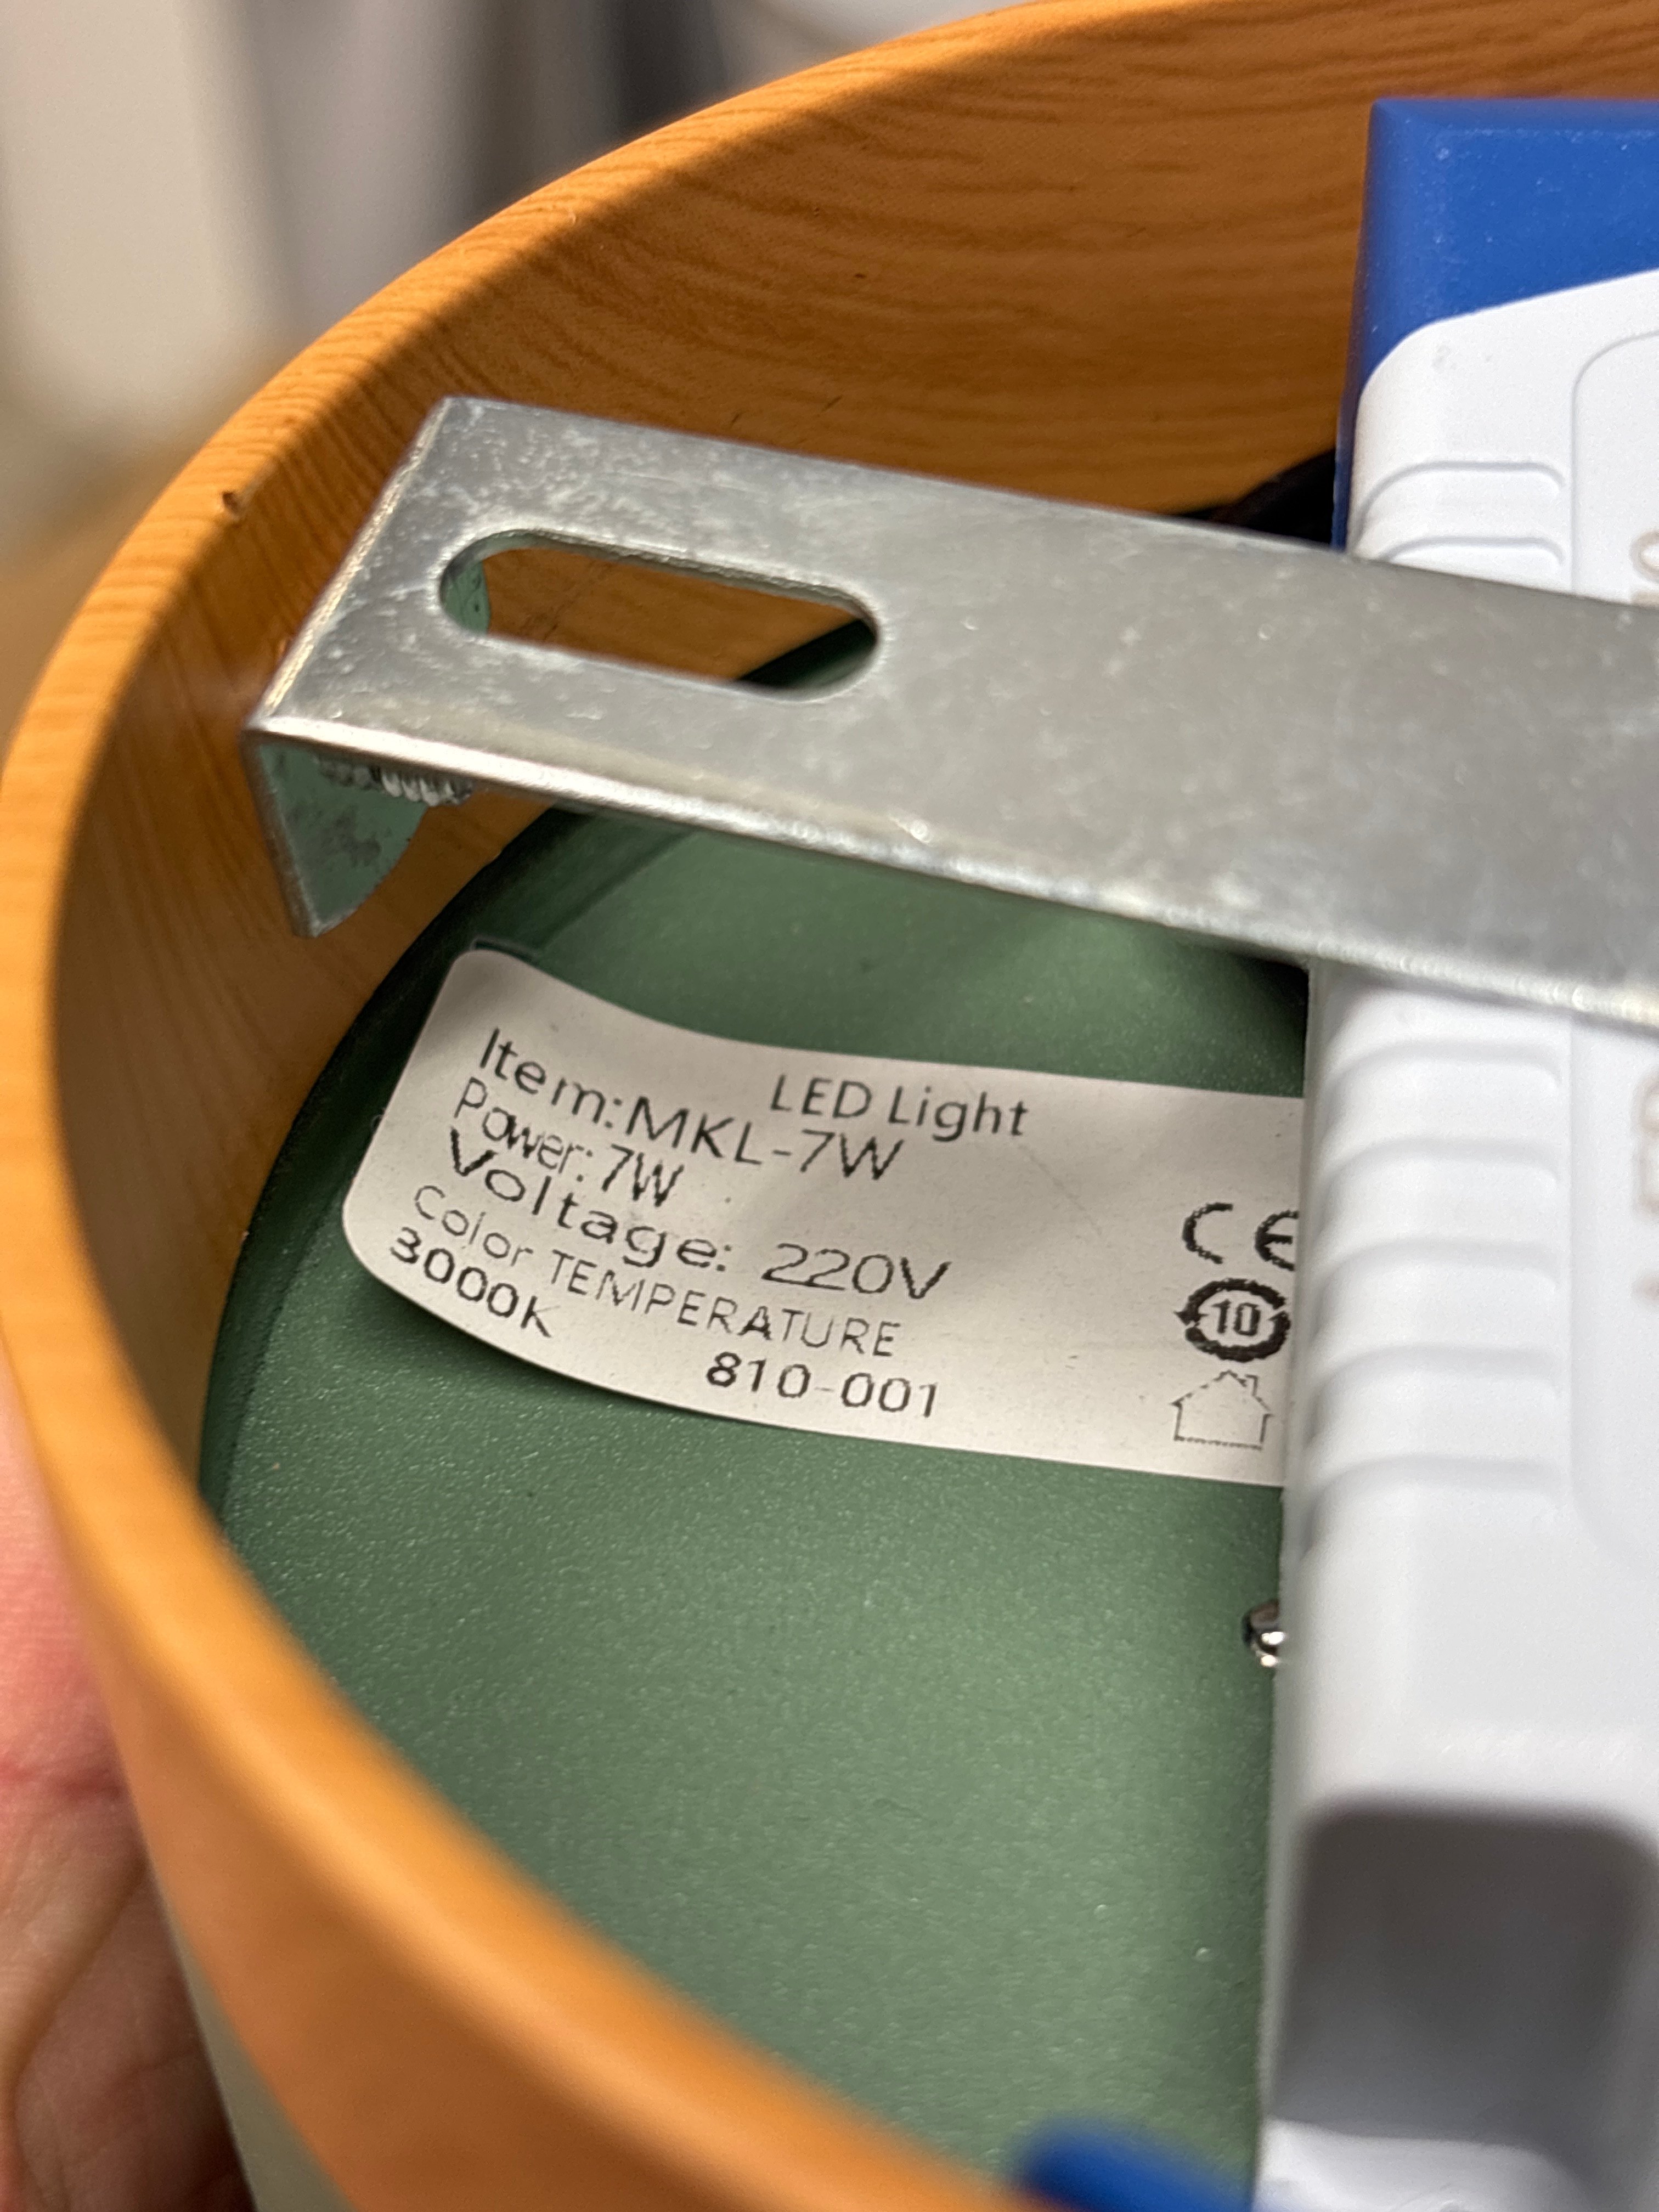 LED Light
Item:MKL-7W
Power: 7W
Voltage: 220V
Color TEMPERATURE
3000K
810-001
CE
10